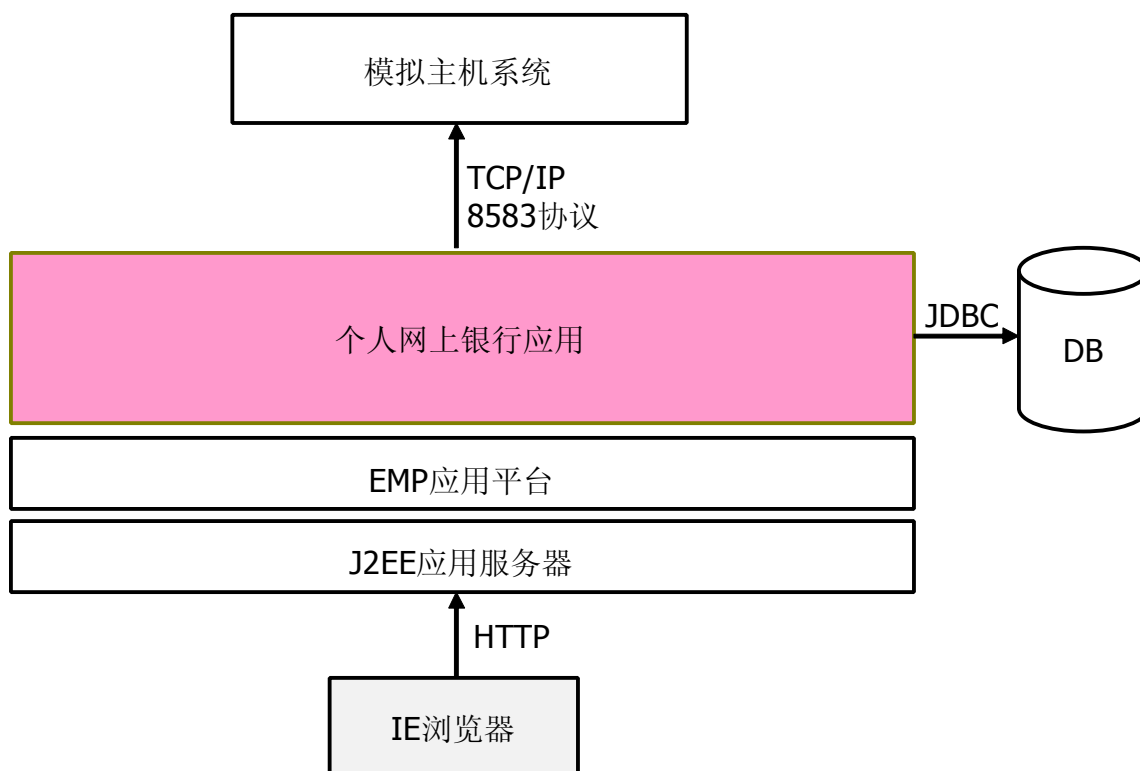 模拟主机系统
TCP/IP
8583协议
个人网上银行应用
JDBC
DB
EMP应用平台
J2EE应用服务器
HTTP
IE浏览器